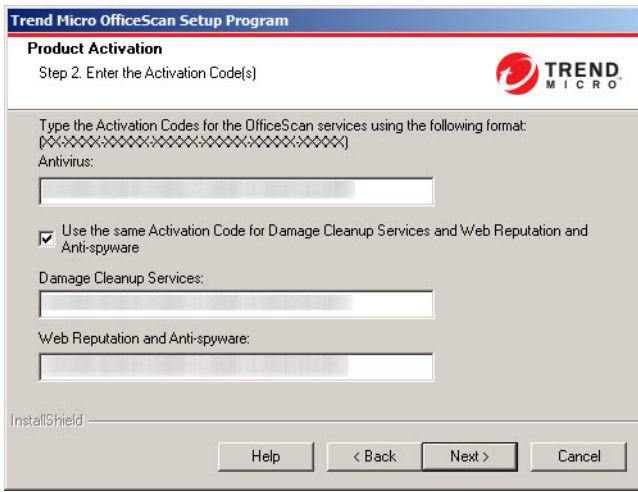 Trend Micro OfficeScan Setup Program
Product Activation
Step 2. Enter the Activation Code(s)
TREND
MICRO
Type the Activation Codes for the OfficeScan services using the following format:
(XX-XXXX-XXXXX-XXXXX-XXXXX-XXXXX-XXXXX)
Antivirus:
Use the same Activation Code for Damage Cleanup Services and Web Reputation and
Anti-spyware
Damage Cleanup Services:
Web Reputation and Anti-spyware:
InstallShield
Help
< Back
Next >
Cancel